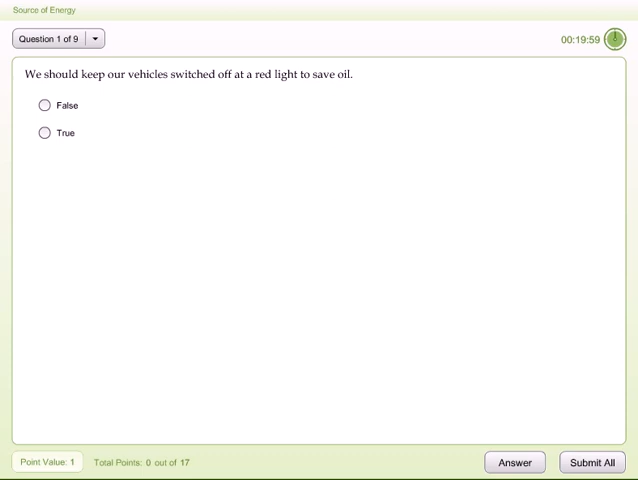 Source of Energy
Question 1 of 9
00:19:59
We should keep our vehicles switched off at a red light to save oil.
False
True
Point Value: 1
Total Points: 0 out of 17
Answer
Submit All